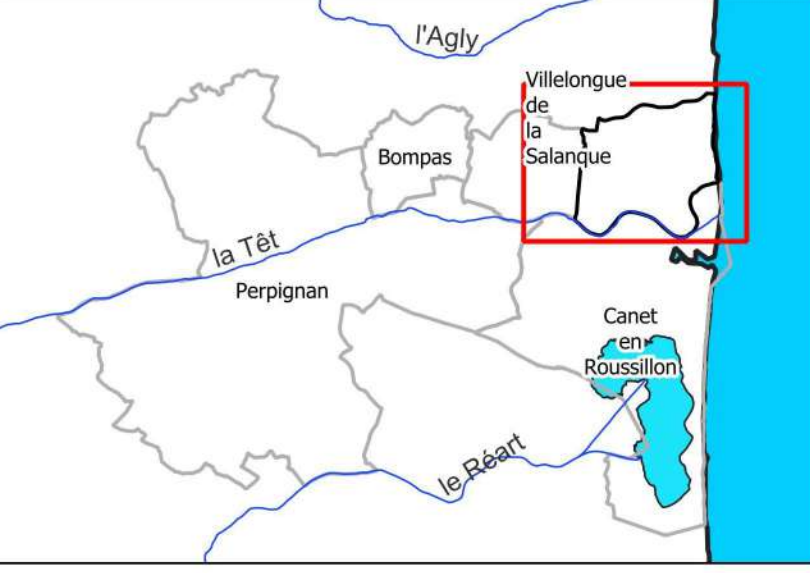 l'Agly
Villelongue
de
la
Salanque
Bompas
la Têt
Perpignan
Canet
en
Roussillon
le Réart